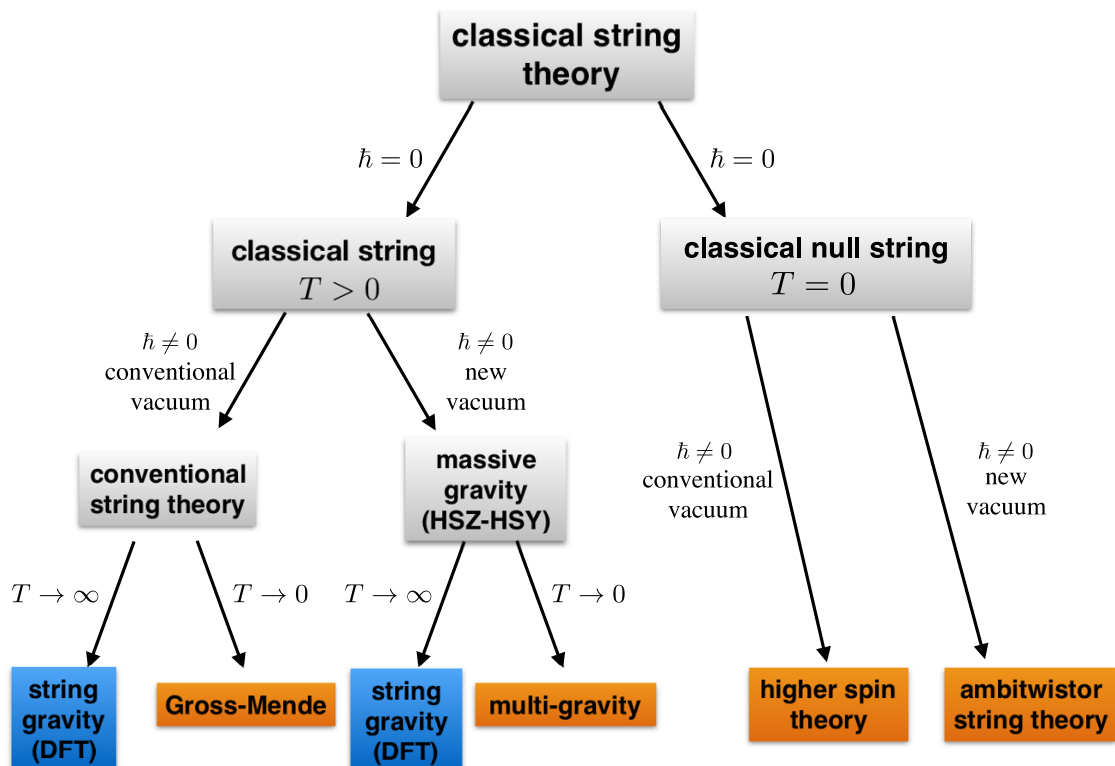 classical string
theory
ℏ = 0
ℏ = 0
classical string
T > 0
classical null string
T = 0
ℏ ≠ 0
conventional
vacuum
ℏ ≠ 0
new
vacuum
conventional
string theory
massive
gravity
(HSZ-HSY)
ℏ ≠ 0
conventional
vacuum
ℏ ≠ 0
new
vacuum
T → ∞
T → 0
T → ∞
T → 0
string
gravity
(DFT)
Gross-Mende
string
gravity
(DFT)
multi-gravity
higher spin
theory
ambitwistor
string theory